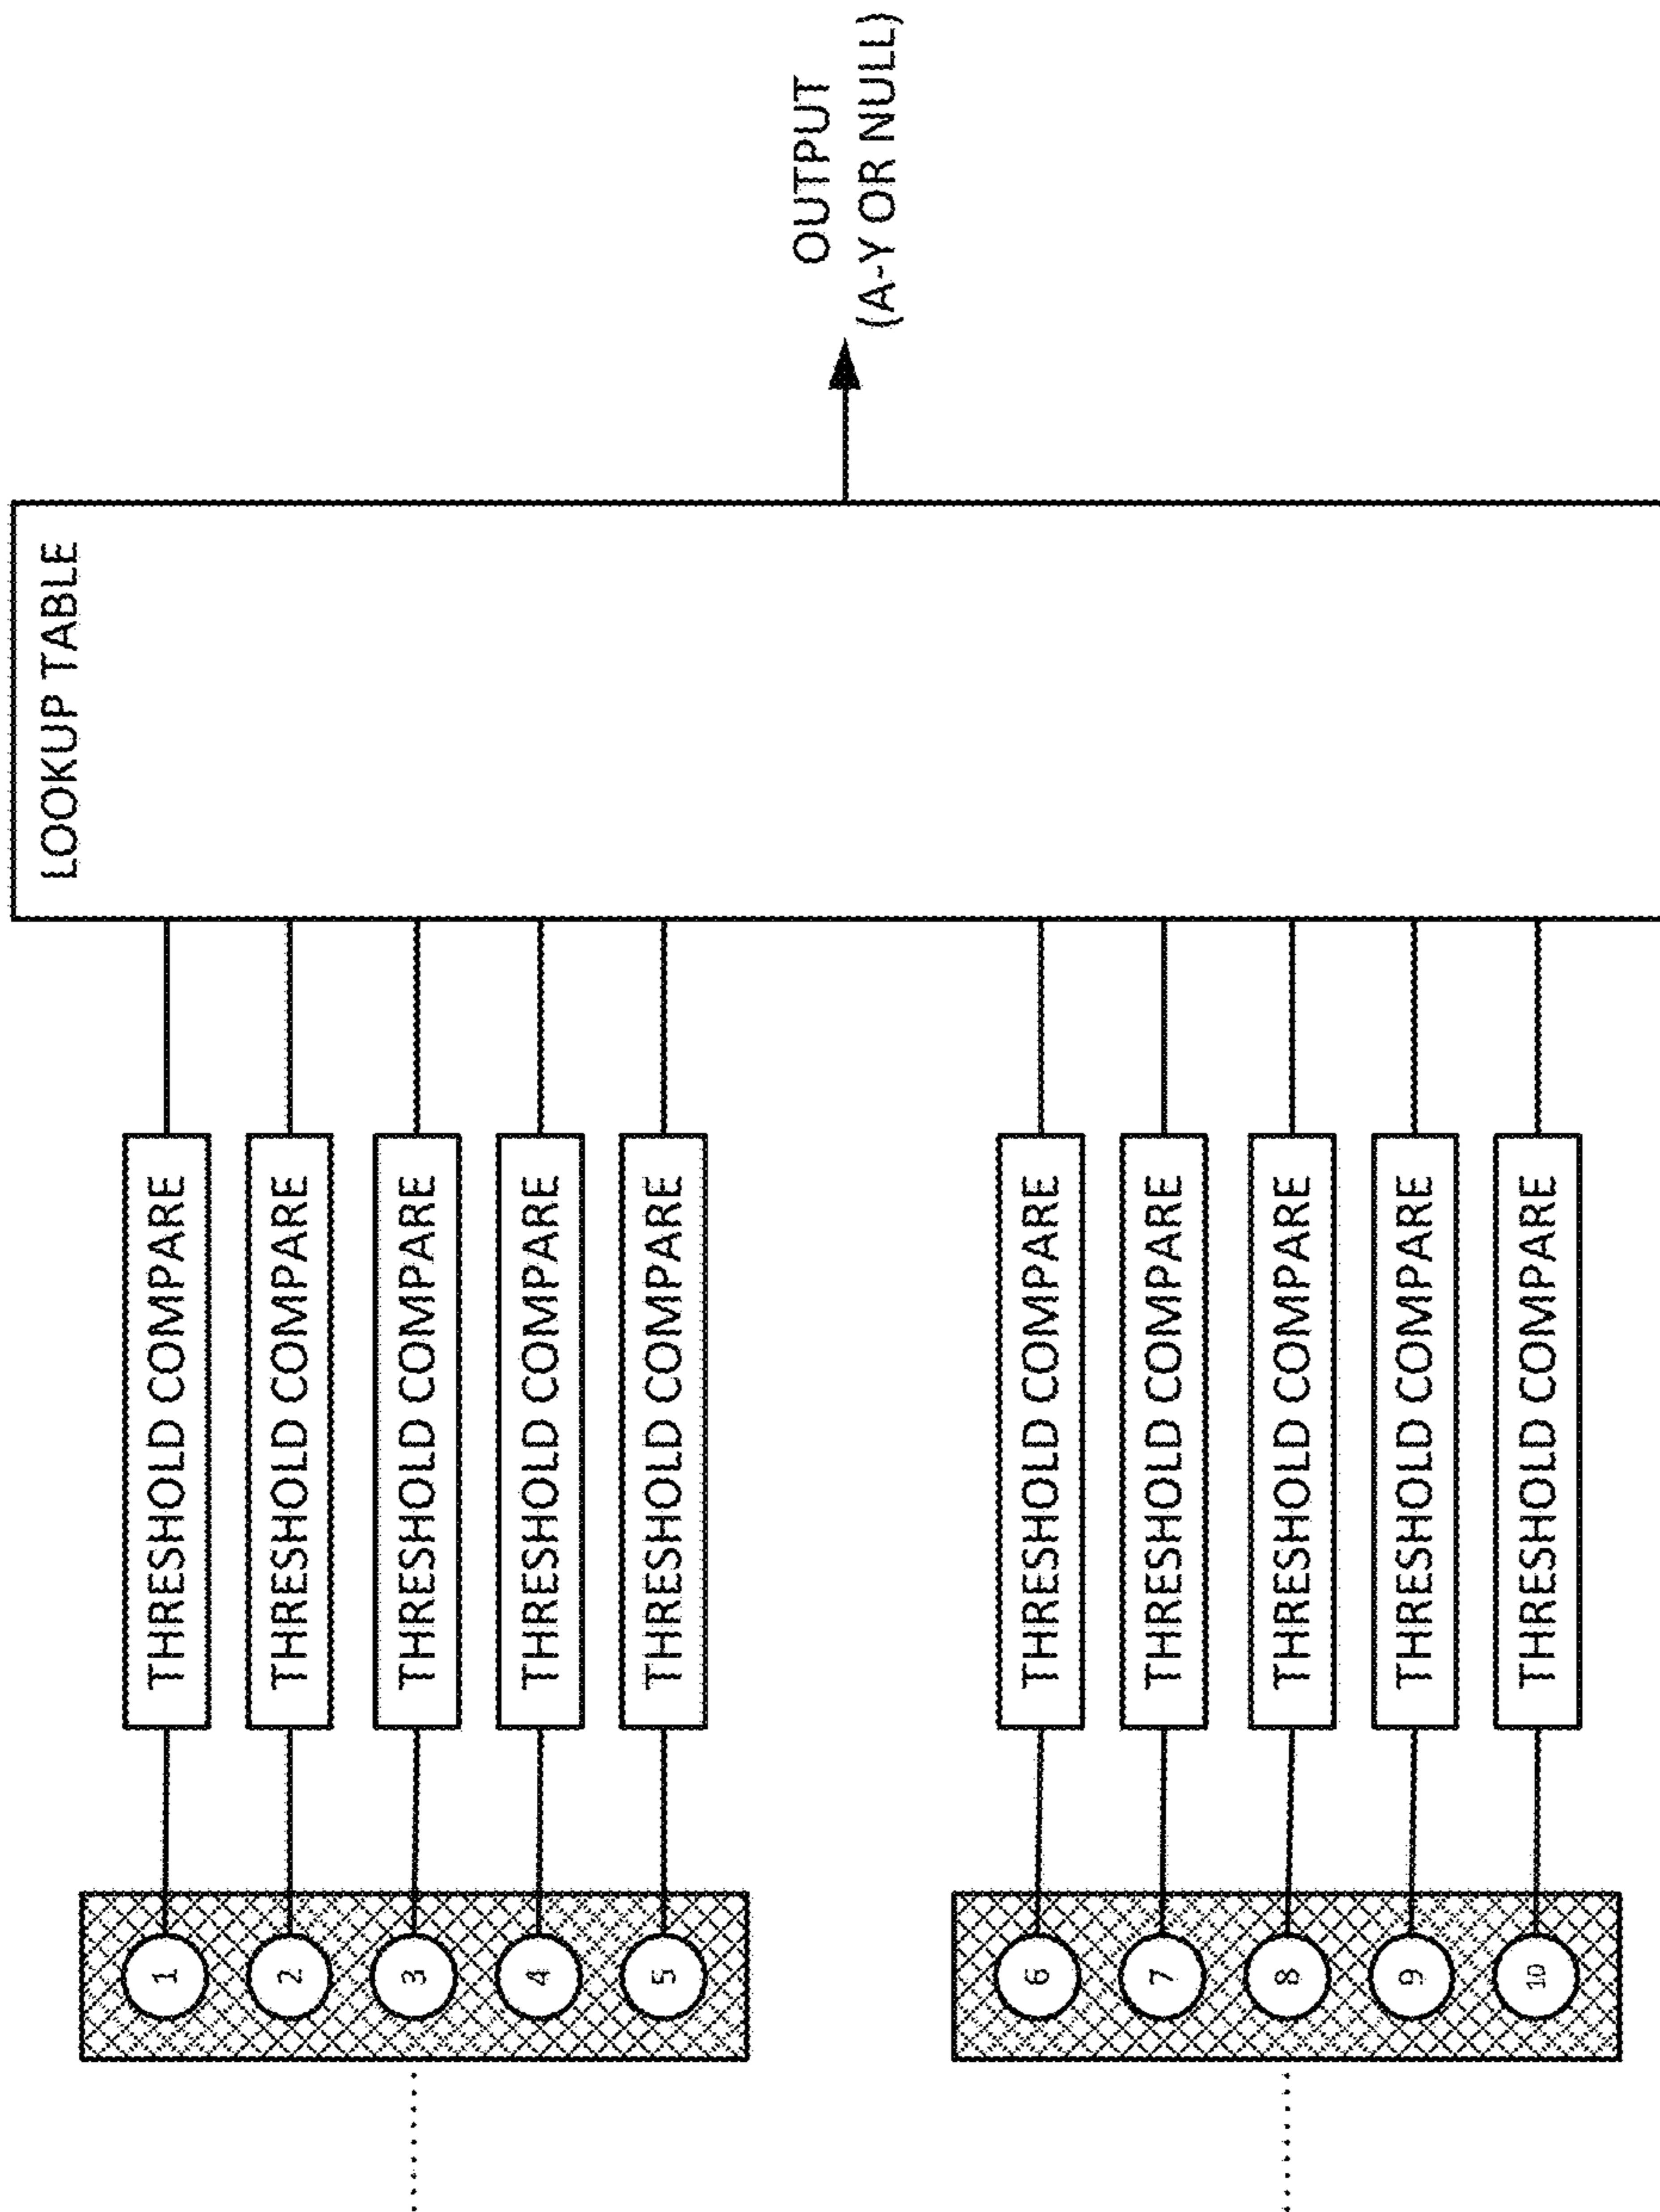 LOOKUP TABLE
1
THRESHOLD COMPARE
2
THRESHOLD COMPARE
3
THRESHOLD COMPARE
4
THRESHOLD COMPARE
5
THRESHOLD COMPARE
OUTPUT
(A-Y OR NULL)
6
THRESHOLD COMPARE
7
THRESHOLD COMPARE
8
THRESHOLD COMPARE
9
THRESHOLD COMPARE
10
THRESHOLD COMPARE